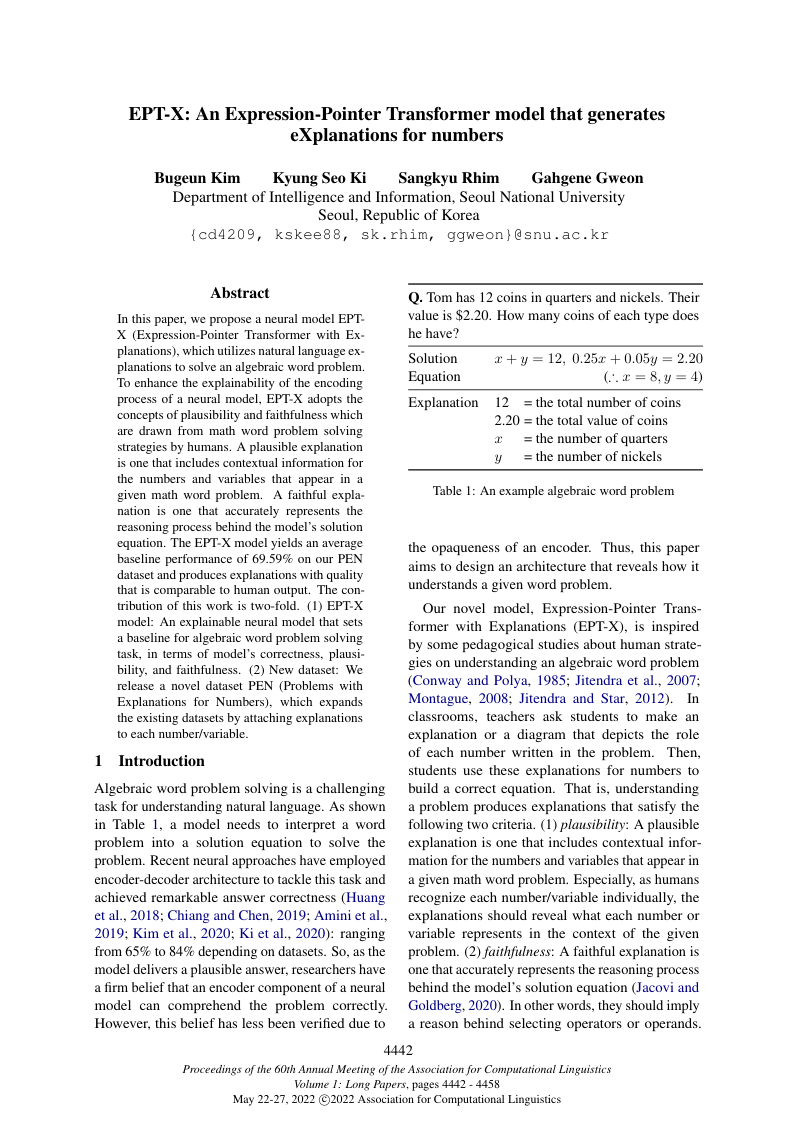 EPT-X: An Expression-Pointer Transformer model that generates
eXplanations for numbers
Bugeun Kim Kyung Seo Ki Sangkyu Rhim Gahgene Gweon
Department of Intelligence and Information, Seoul National University
Seoul, Republic of Korea
{cd4209, kskee88, sk.rhim, ggweon}@snu.ac.kr
Abstract
In this paper, we propose a neural model EPT-
X (Expression-Pointer Transformer with Ex-
planations), which utilizes natural language ex-
planations to solve an algebraic word problem.
To enhance the explainability of the encoding
process of a neural model, EPT-X adopts the
concepts of plausibility and faithfulness which
are drawn from math word problem solving
strategies by humans. A plausible explanation
is one that includes contextual information for
the numbers and variables that appear in a
given math word problem. A faithful expla-
nation is one that accurately represents the
reasoning process behind the model's solution
equation. The EPT-X model yields an average
baseline performance of 69.59% on our PEN
dataset and produces explanations with quality
that is comparable to human output. The con-
tribution of this work is two-fold. (1) EPT-X
model: An explainable neural model that sets
a baseline for algebraic word problem solving
task, in terms of model's correctness, plausi-
bility, and faithfulness. (2) New dataset: We
release a novel dataset PEN (Problems with
Explanations for Numbers), which expands
the existing datasets by attaching explanations
to each number/variable.
1 Introduction
Algebraic word problem solving is a challenging
task for understanding natural language. As shown
in Table 1, a model needs to interpret a word
problem into a solution equation to solve the
problem. Recent neural approaches have employed
encoder-decoder architecture to tackle this task and
achieved remarkable answer correctness (Huang
et al., 2018; Chiang and Chen, 2019; Amini et al.,
2019; Kim et al., 2020; Ki et al., 2020): ranging
from 65% to 84% depending on datasets. So, as the
model delivers a plausible answer, researchers have
a firm belief that an encoder component of a neural
model can comprehend the problem correctly.
However, this belief has less been verified due to
Q. Tom has 12 coins in quarters and nickels. Their
value is $2.20. How many coins of each type does
he have?
Solution x + y = 12, 0.25x + 0.05y = 2.20
Equation (∴ x = 8, y = 4)
Explanation 12 = the total number of coins
2.20 = the total value of coins
x = the number of quarters
y = the number of nickels
Table 1: An example algebraic word problem
the opaqueness of an encoder. Thus, this paper
aims to design an architecture that reveals how it
understands a given word problem.
Our novel model, Expression-Pointer Trans-
former with Explanations (EPT-X), is inspired
by some pedagogical studies about human strate-
gies on understanding an algebraic word problem
(Conway and Polya, 1985; Jitendra et al., 2007;
Montague, 2008; Jitendra and Star, 2012). In
classrooms, teachers ask students to make an
explanation or a diagram that depicts the role
of each number written in the problem. Then,
students use these explanations for numbers to
build a correct equation. That is, understanding
a problem produces explanations that satisfy the
following two criteria. (1) plausibility: A plausible
explanation is one that includes contextual infor-
mation for the numbers and variables that appear in
a given math word problem. Especially, as humans
recognize each number/variable individually, the
explanations should reveal what each number or
variable represents in the context of the given
problem. (2) faithfulness: A faithful explanation is
one that accurately represents the reasoning process
behind the model's solution equation (Jacovi and
Goldberg, 2020). In other words, they should imply
a reason behind selecting operators or operands.
4442
Proceedings of the 60th Annual Meeting of the Association for Computational Linguistics
Volume 1: Long Papers, pages 4442 - 4458
May 22-27, 2022 ©2022 Association for Computational Linguistics